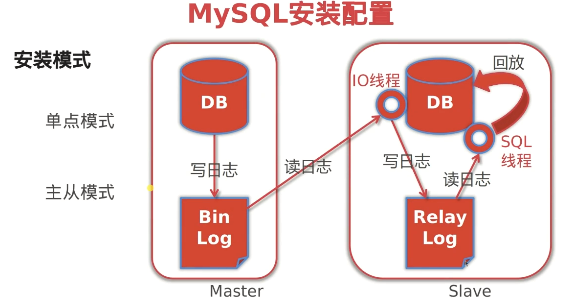 MySQL安装配置
安装模式
单点模式
主从模式
DB
写日志
Bin
Log
Master
读日志
IO线程
DB
回放
SQL
线程
写日志
读日志
Relay
Log
Slave